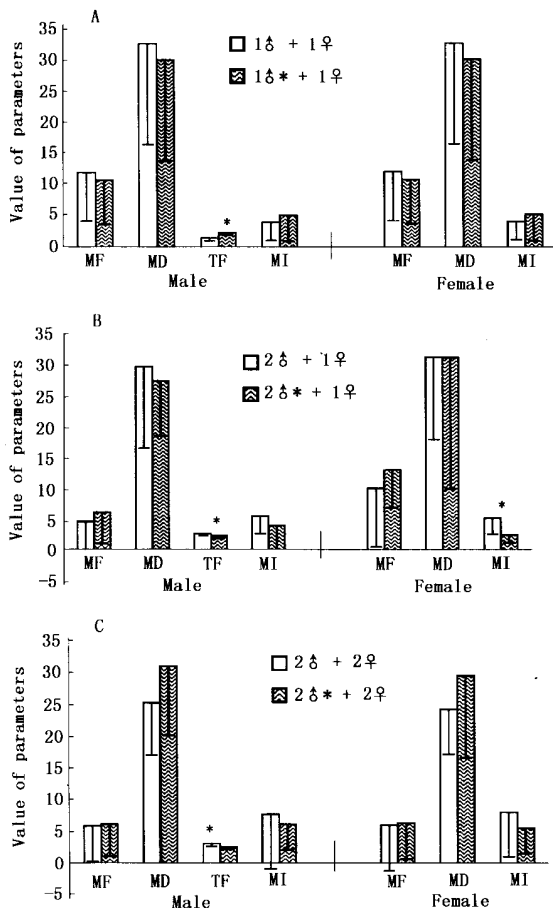 A
1♂ + 1♀
1♂* + 1♀
Value of parameters
35
30
25
20
15
10
5
0
*
MF MD TF MI MF MD MI
Male Female
B
2♂ + 1♀
2♂* + 1♀
Value of parameters
35
30
25
20
15
10
5
0
-5
*
*
MF MD TF MI MF MD MI
Male Female
C
2♂ + 2♀
2♂* + 2♀
Value of parameters
35
30
25
20
15
10
5
0
-5
*
MF MD TF MI MF MD MI
Male Female